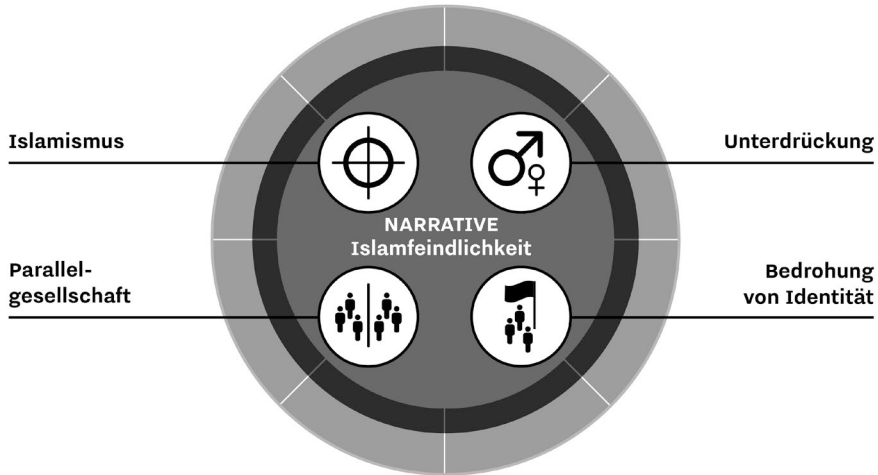 Islamismus
Unterdrückung
NARRATIVE
Islamfeindlichkeit
Parallel-
gesellschaft
Bedrohung
von Identität